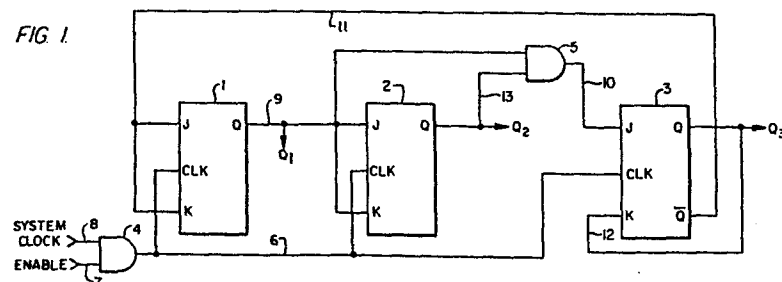 FIG. 1.
11
5
1
9
2
13
10
3
J Q
Q1
J Q
Q2
J Q
Q3
CLK
CLK
CLK
K
K
K Q̅
12
SYSTEM
CLOCK
8
4
6
ENABLE
7